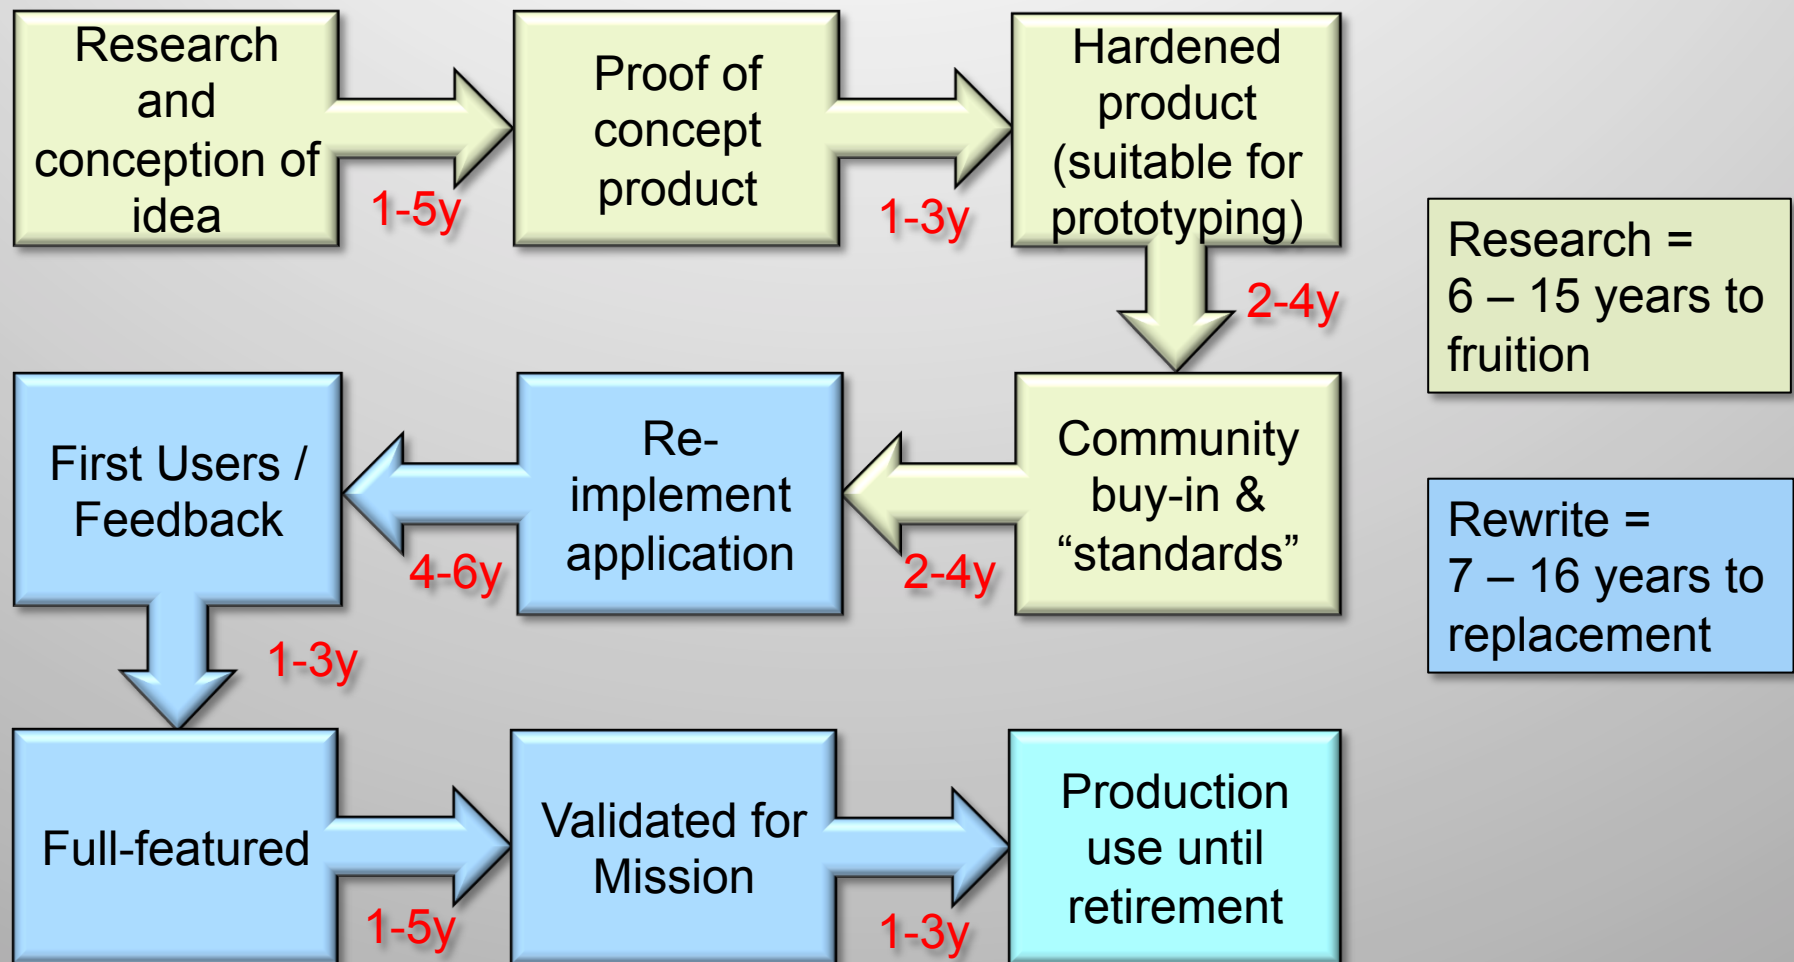 Research
and
conception of
idea
1-5y
Proof of
concept
product
1-3y
Hardened
product
(suitable for
prototyping)
2-4y
Research =
6 – 15 years to
fruition
Community
buy-in &
“standards”
2-4y
Re-
implement
application
4-6y
First Users /
Feedback
1-3y
Rewrite =
7 – 16 years to
replacement
Full-featured
1-5y
Validated for
Mission
1-3y
Production
use until
retirement